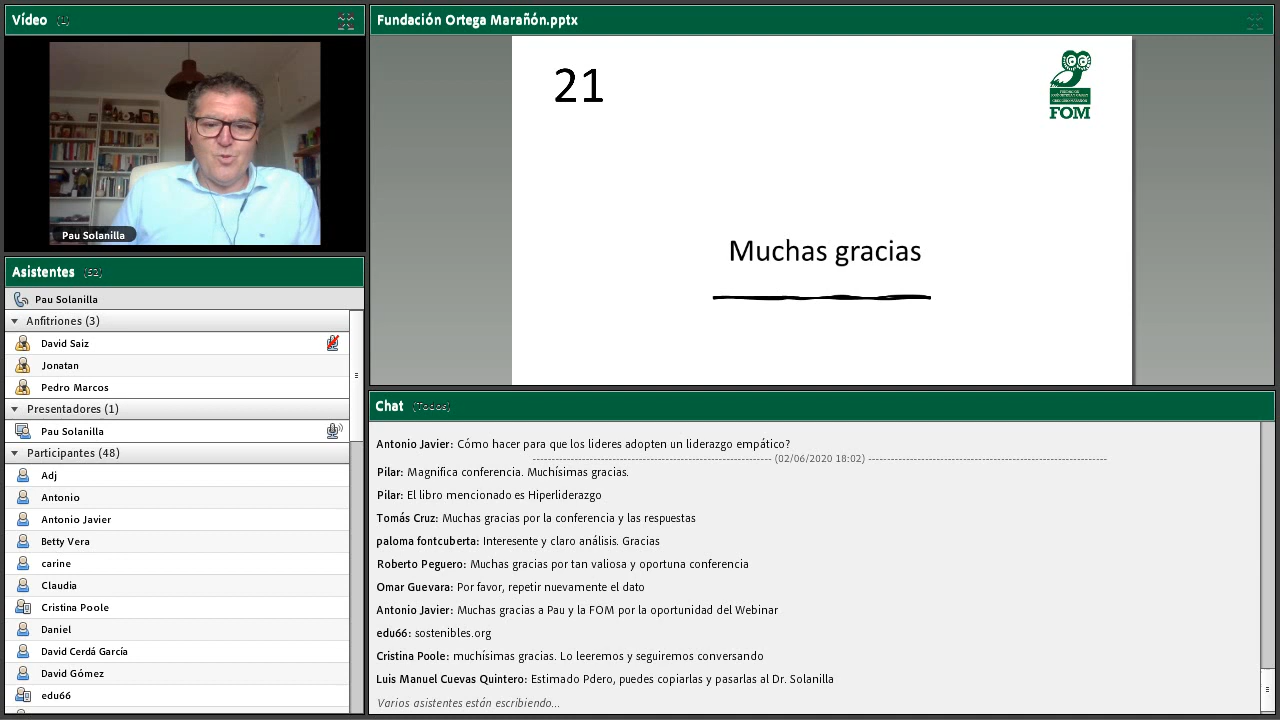 Vídeo (1)
Pau Solanilla
Asistentes (52)
Pau Solanilla
Anfitriones (3)
David Saiz
Jonatan
Pedro Marcos
Presentadores (1)
Pau Solanilla
Participantes (48)
Adj
Antonio
Antonio Javier
Betty Vera
carine
Claudia
Cristina Poole
Daniel
David Cerdá García
David Gómez
edu66
Fundación Ortega Marañón.pptx
21
FOM
Muchas gracias
Chat (Todos)
Antonio Javier: Cómo hacer para que los lideres adopten un liderazgo empático?
(02/06/2020 18:02)
Pilar: Magnifica conferencia. Muchísimas gracias.
Pilar: El libro mencionado es Hiperliderazgo
Tomás Cruz: Muchas gracias por la conferencia y las respuestas
paloma fontcuberta: Interesente y claro análisis. Gracias
Roberto Peguero: Muchas gracias por tan valiosa y oportuna conferencia
Omar Guevara: Por favor, repetir nuevamente el dato
Antonio Javier: Muchas gracias a Pau y la FOM por la oportunidad del Webinar
edu66: sostenibles.org
Cristina Poole: muchísimas gracias. Lo leeremos y seguiremos conversando
Luis Manuel Cuevas Quintero: Estimado Pdero, puedes copiarlas y pasarlas al Dr. Solanilla
Varios asistentes están escribiendo...